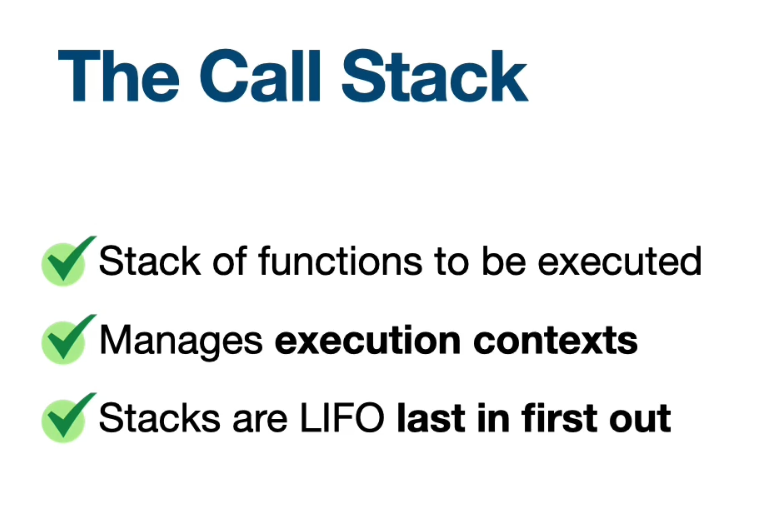 The Call Stack
Stack of functions to be executed
Manages execution contexts
Stacks are LIFO last in first out